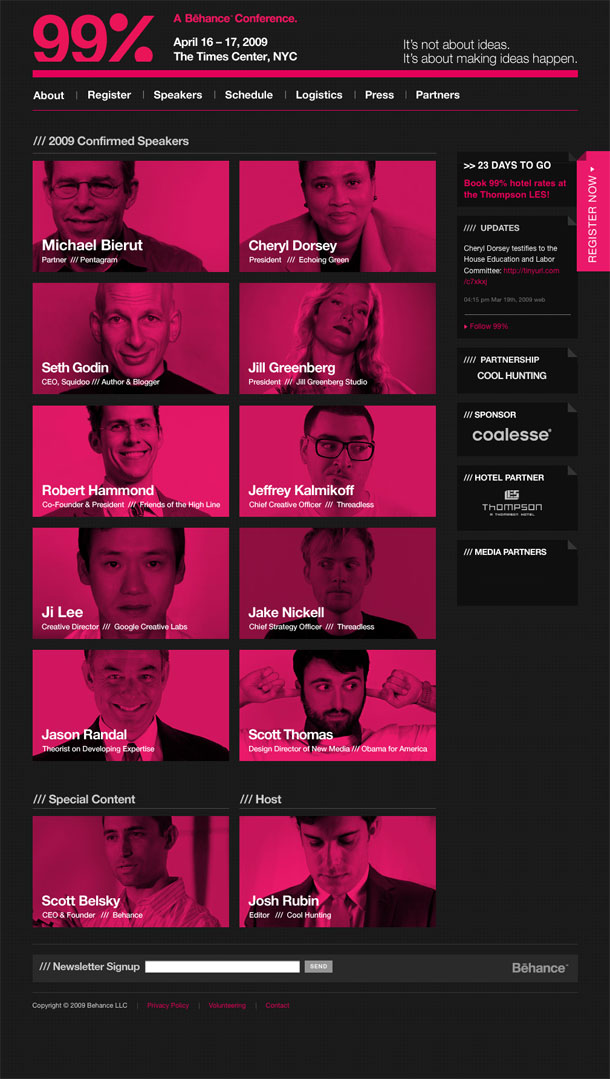 99%
A Bēhance™ Conference.
April 16 – 17, 2009
The Times Center, NYC
It's not about ideas.
It's about making ideas happen.
About | Register | Speakers | Schedule | Logistics | Press | Partners
/// 2009 Confirmed Speakers
Michael Bierut
Partner /// Pentagram
Cheryl Dorsey
President /// Echoing Green
Seth Godin
CEO, Squidoo /// Author & Blogger
Jill Greenberg
President /// Jill Greenberg Studio
Robert Hammond
Co-Founder & President /// Friends of the High Line
Jeffrey Kalmikoff
Chief Creative Officer /// Threadless
Ji Lee
Creative Director /// Google Creative Labs
Jake Nickell
Chief Strategy Officer /// Threadless
Jason Randal
Theorist on Developing Expertise
Scott Thomas
Design Director of New Media /// Obama for America
/// Special Content
Scott Belsky
CEO & Founder /// Behance
/// Host
Josh Rubin
Editor /// Cool Hunting
>> 23 DAYS TO GO
Book 99% hotel rates at
the Thompson LES!
REGISTER NOW
//// UPDATES
Cheryl Dorsey testifies to the
House Education and Labor
Committee: http://tinyurl.com
04:15 pm Mar 19th, 2009 web
Follow 99%
//// PARTNERSHIP
COOL HUNTING
/// SPONSOR
coalesse®
/// HOTEL PARTNER
LES
THOMPSON
A THOMPSON HOTEL
/// MEDIA PARTNERS
/// Newsletter Signup
SEND
Bēhance™
Copyright © 2009 Behance LLC | Privacy Policy | Volunteering | Contact